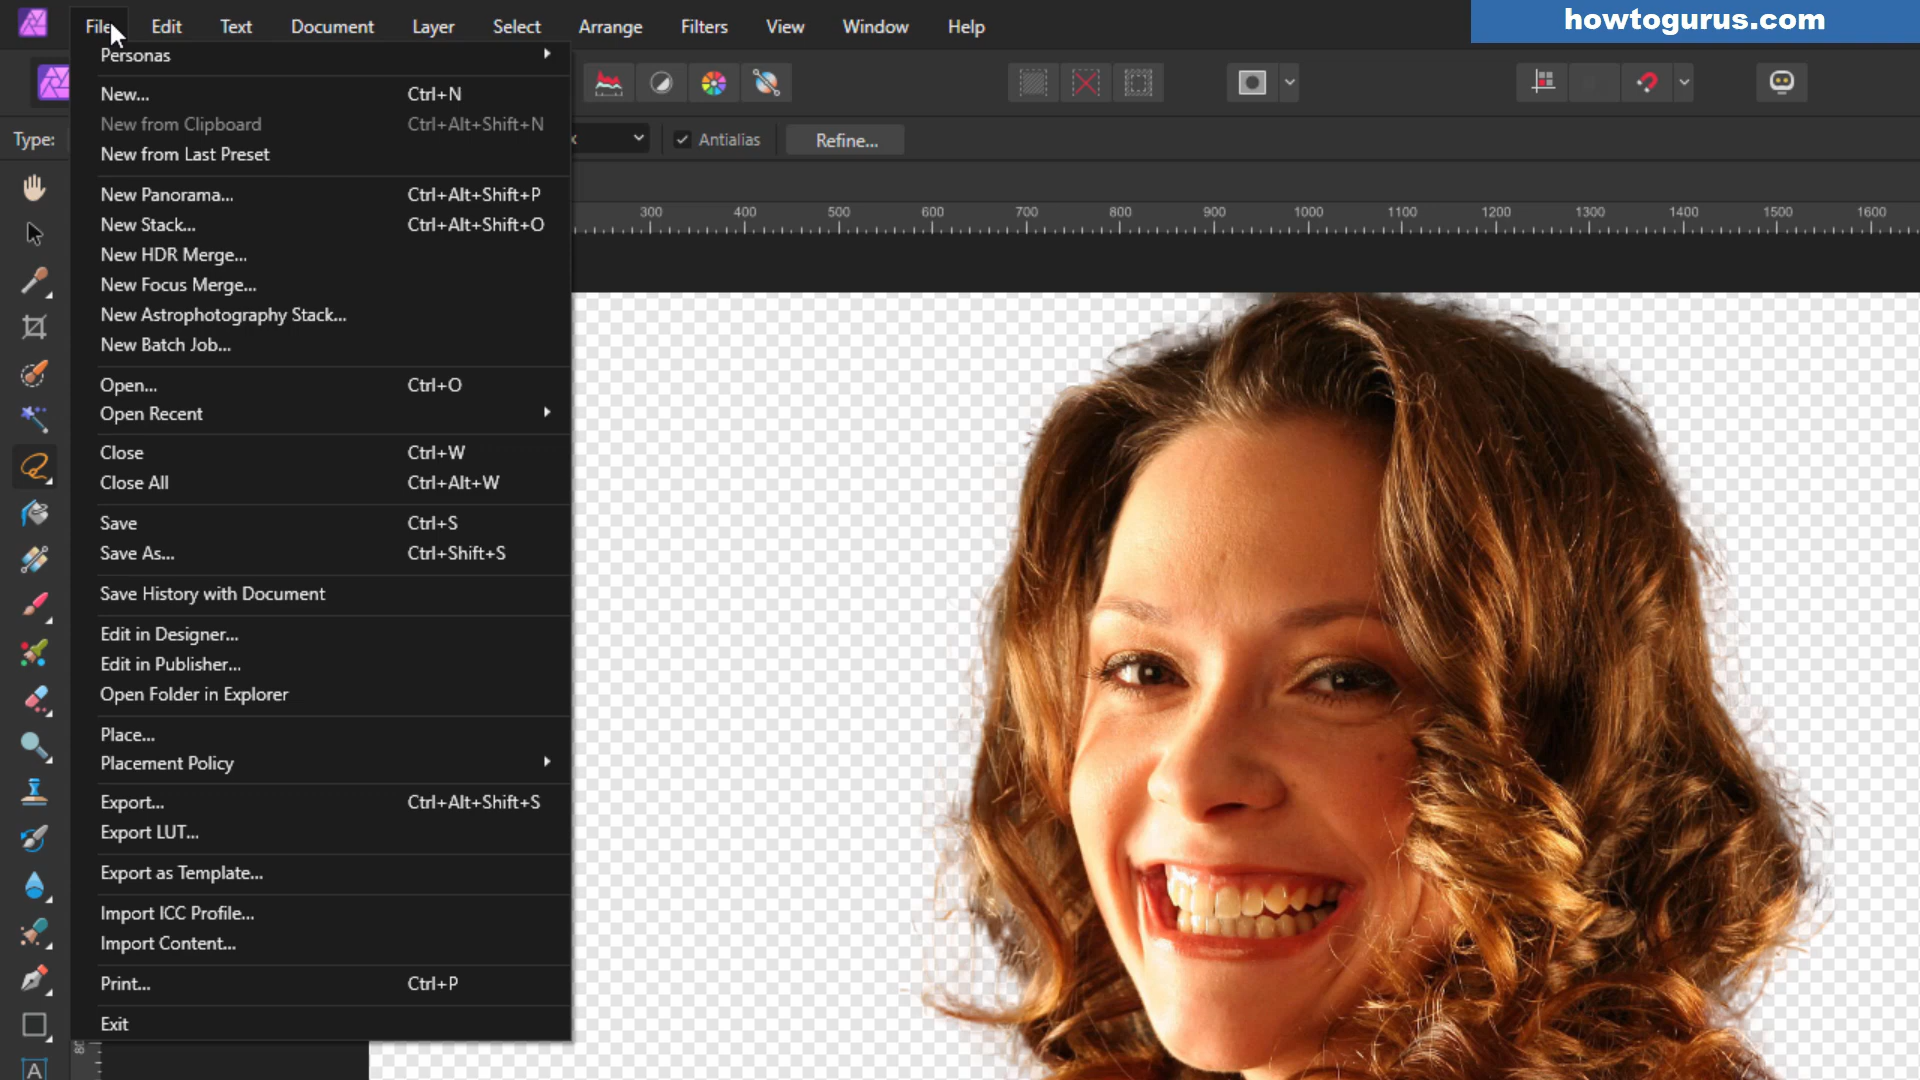 howtogurus.com
File Edit Text Document Layer Select Arrange Filters View Window Help
Personas
New... Ctrl+N
New from Clipboard Ctrl+Alt+Shift+N
New from Last Preset
New Panorama... Ctrl+Alt+Shift+P
New Stack... Ctrl+Alt+Shift+O
New HDR Merge...
New Focus Merge...
New Astrophotography Stack...
New Batch Job...
Open... Ctrl+O
Open Recent
Close Ctrl+W
Close All Ctrl+Alt+W
Save Ctrl+S
Save As... Ctrl+Shift+S
Save History with Document
Edit in Designer...
Edit in Publisher...
Open Folder in Explorer
Place...
Placement Policy
Export... Ctrl+Alt+Shift+S
Export LUT...
Export as Template...
Import ICC Profile...
Import Content...
Print... Ctrl+P
Exit
Type:
Antialias Refine...
300 400 500 600 700 800 900 1000 1100 1200 1300 1400 1500 1600
A